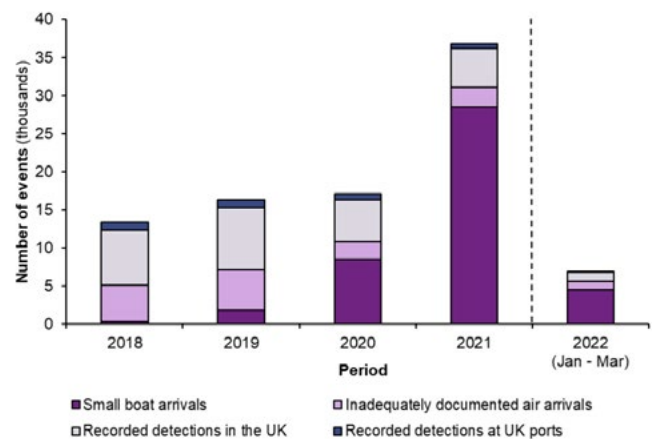 Number of events (thousands)
40
35
30
25
20
15
10
5
0
2018
2019
2020
2021
2022
(Jan - Mar)
Period
Small boat arrivals
Inadequately documented air arrivals
Recorded detections in the UK
Recorded detections at UK ports